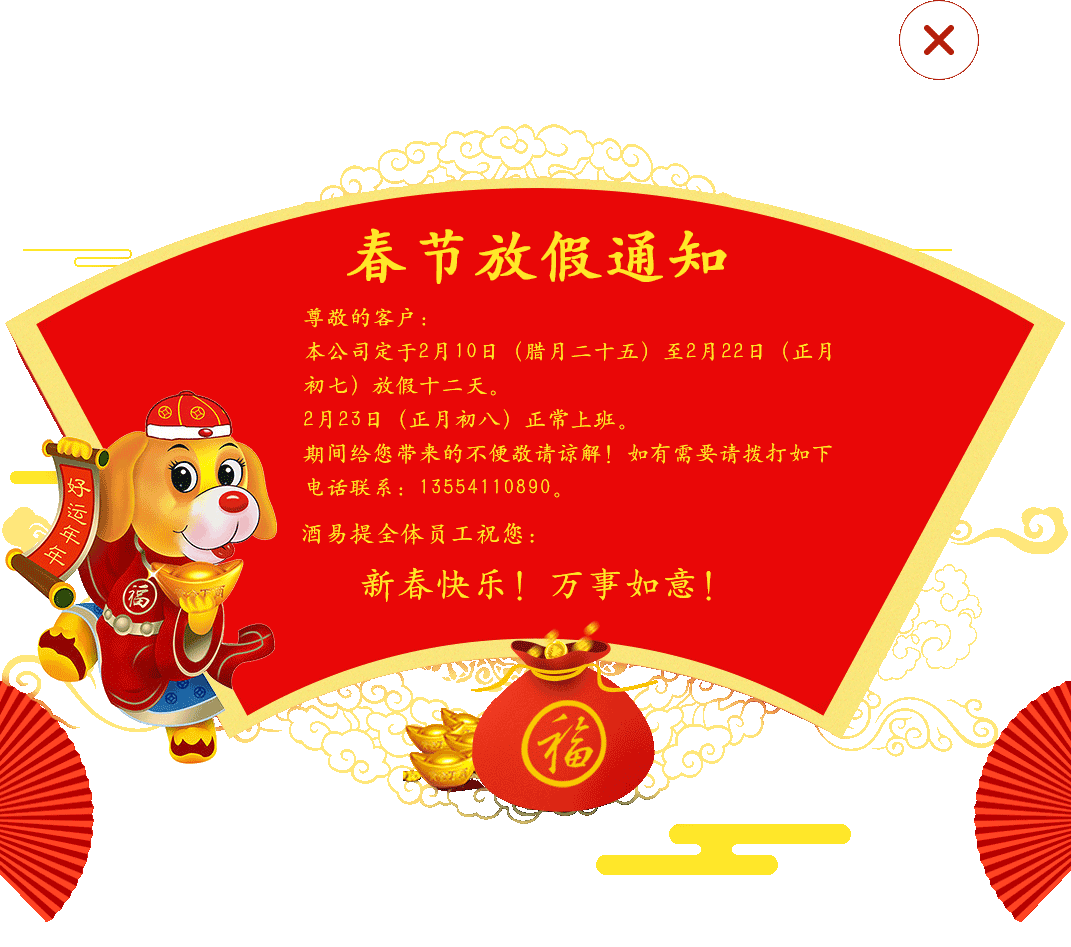 春节放假通知
尊敬的客户：
本公司定于2月10日（腊月二十五）至2月22日（正月
初七）放假十二天。
2月23日（正月初八）正常上班。
期间给您带来的不便敬请谅解！如有需要请拨打如下
电话联系：13554110890。
酒易提全体员工祝您：
新春快乐！万事如意！
好运年年
福
福